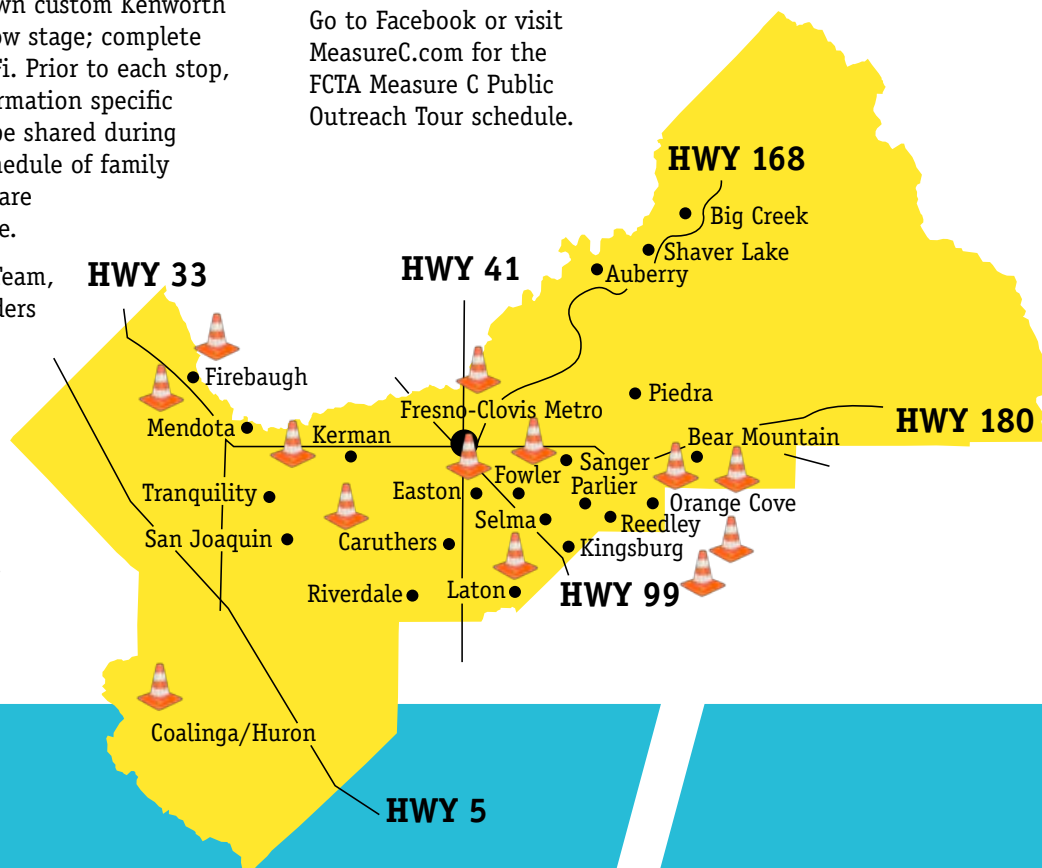 wn custom Kenworth
ow stage; complete
Fi. Prior to each stop,
rmation specific
be shared during
hedule of family
are
e.
Team,
ders
Go to Facebook or visit
MeasureC.com for the
FCTA Measure C Public
Outreach Tour schedule.
HWY 168
Big Creek
Shaver Lake
Auberry
HWY 33
HWY 41
Firebaugh
Piedra
Fresno-Clovis Metro
HWY 180
Mendota
Kerman
Bear Mountain
Sanger
Fowler
Tranquility
Easton
Parlier
Orange Cove
Selma
Reedley
San Joaquin
Caruthers
Kingsburg
Riverdale
Laton
HWY 99
Coalinga/Huron
HWY 5